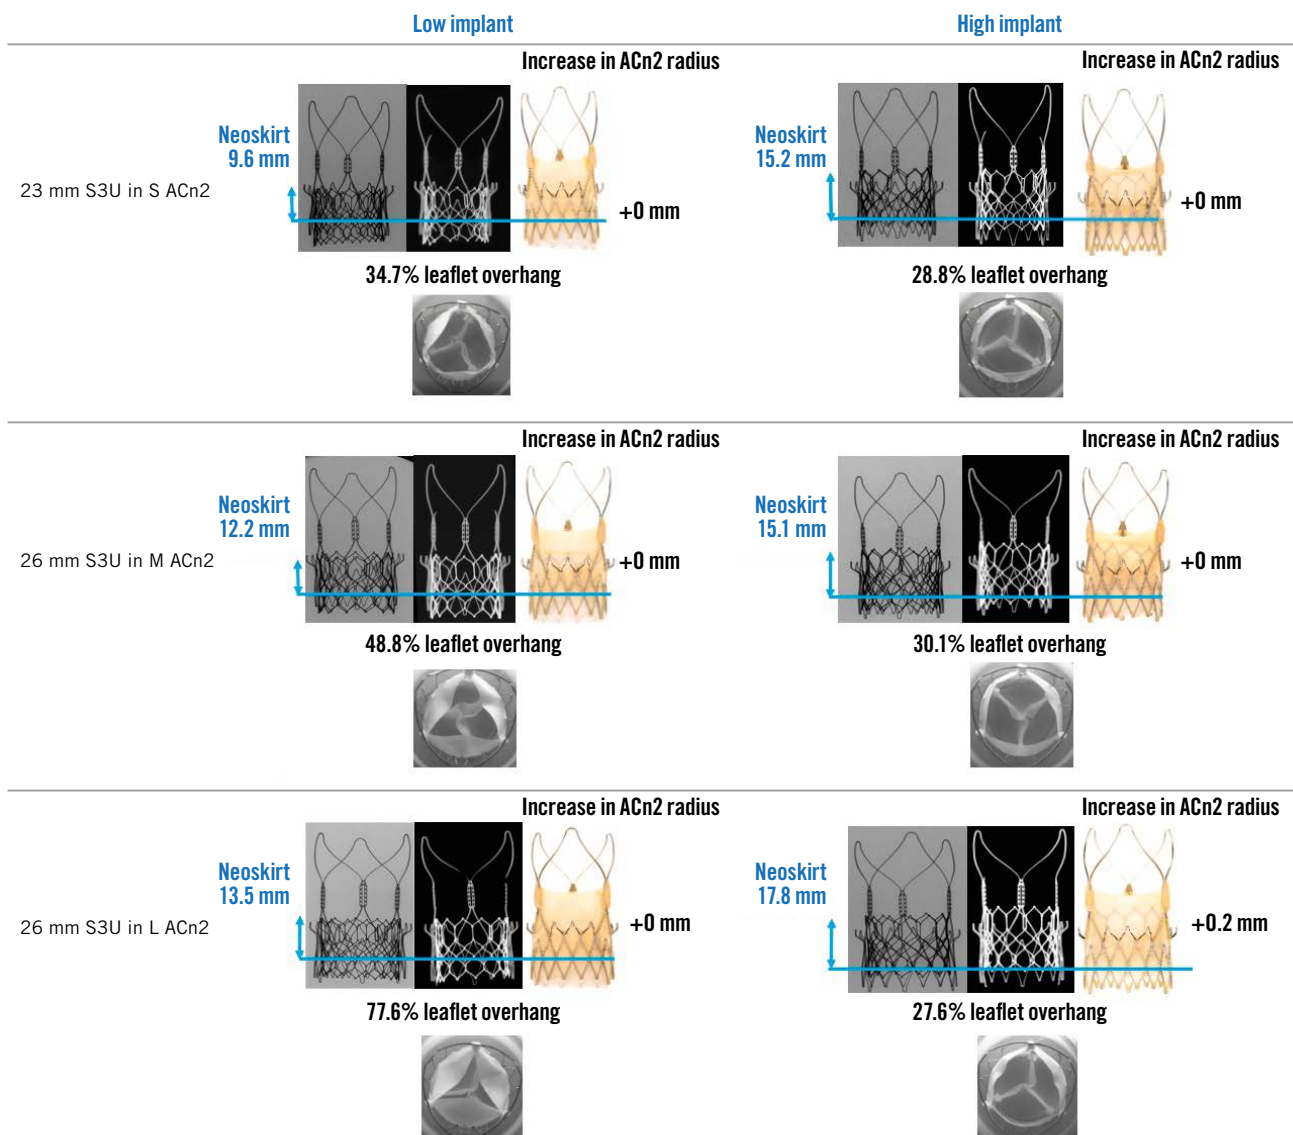 Low implant
High implant
Increase in ACn2 radius
Increase in ACn2 radius
Neoskirt
9.6 mm
Neoskirt
15.2 mm
23 mm S3U in S ACn2
+0 mm
+0 mm
34.7% leaflet overhang
28.8% leaflet overhang
Increase in ACn2 radius
Increase in ACn2 radius
Neoskirt
12.2 mm
Neoskirt
15.1 mm
26 mm S3U in M ACn2
+0 mm
+0 mm
48.8% leaflet overhang
30.1% leaflet overhang
Increase in ACn2 radius
Increase in ACn2 radius
Neoskirt
13.5 mm
Neoskirt
17.8 mm
26 mm S3U in L ACn2
+0 mm
+0.2 mm
77.6% leaflet overhang
27.6% leaflet overhang